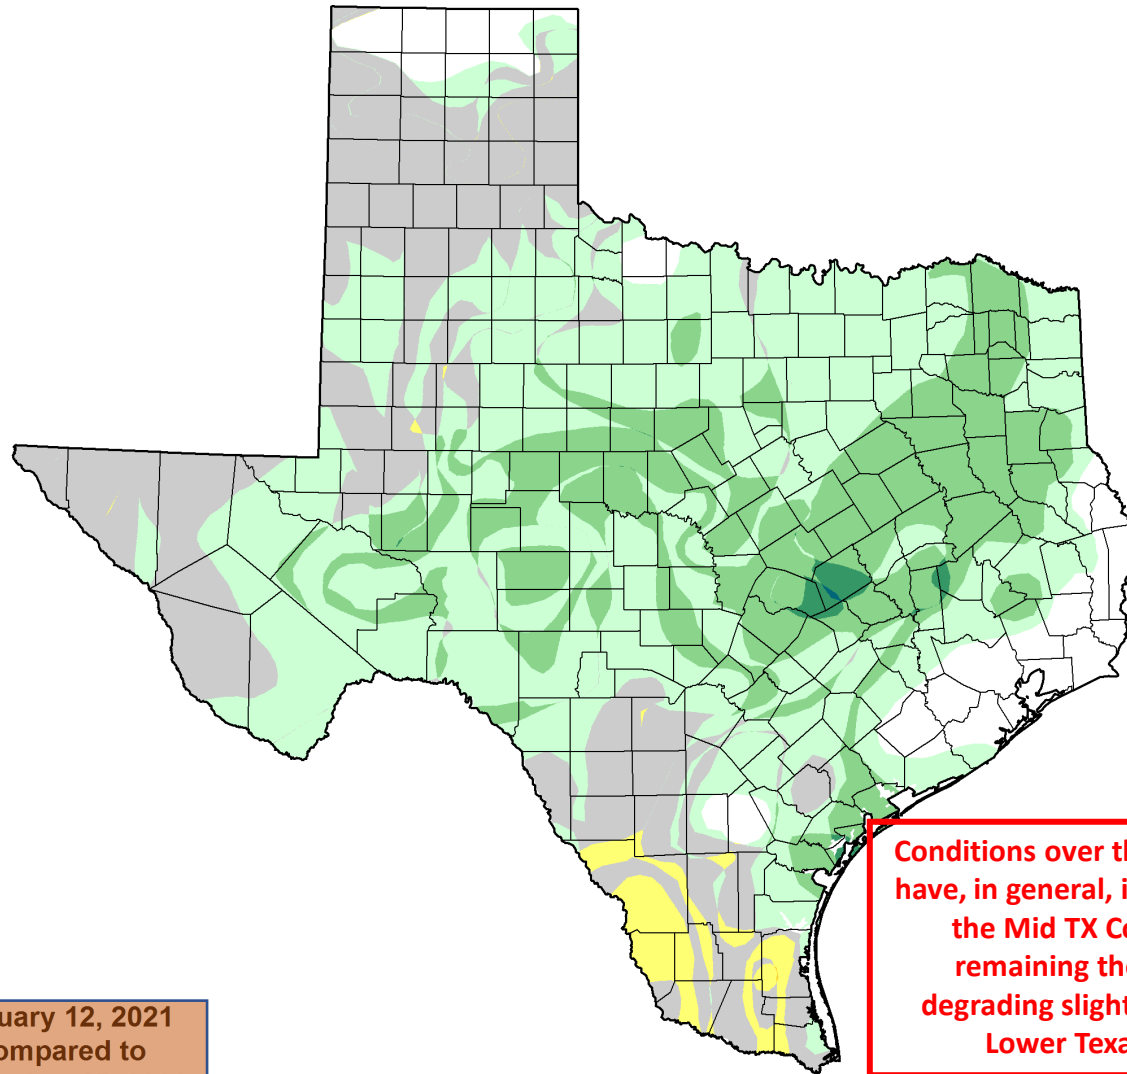 Conditions over th
have, in general, i
the Mid TX Co
remaining the
degrading slight
Lower Texa
uary 12, 2021
ompared to